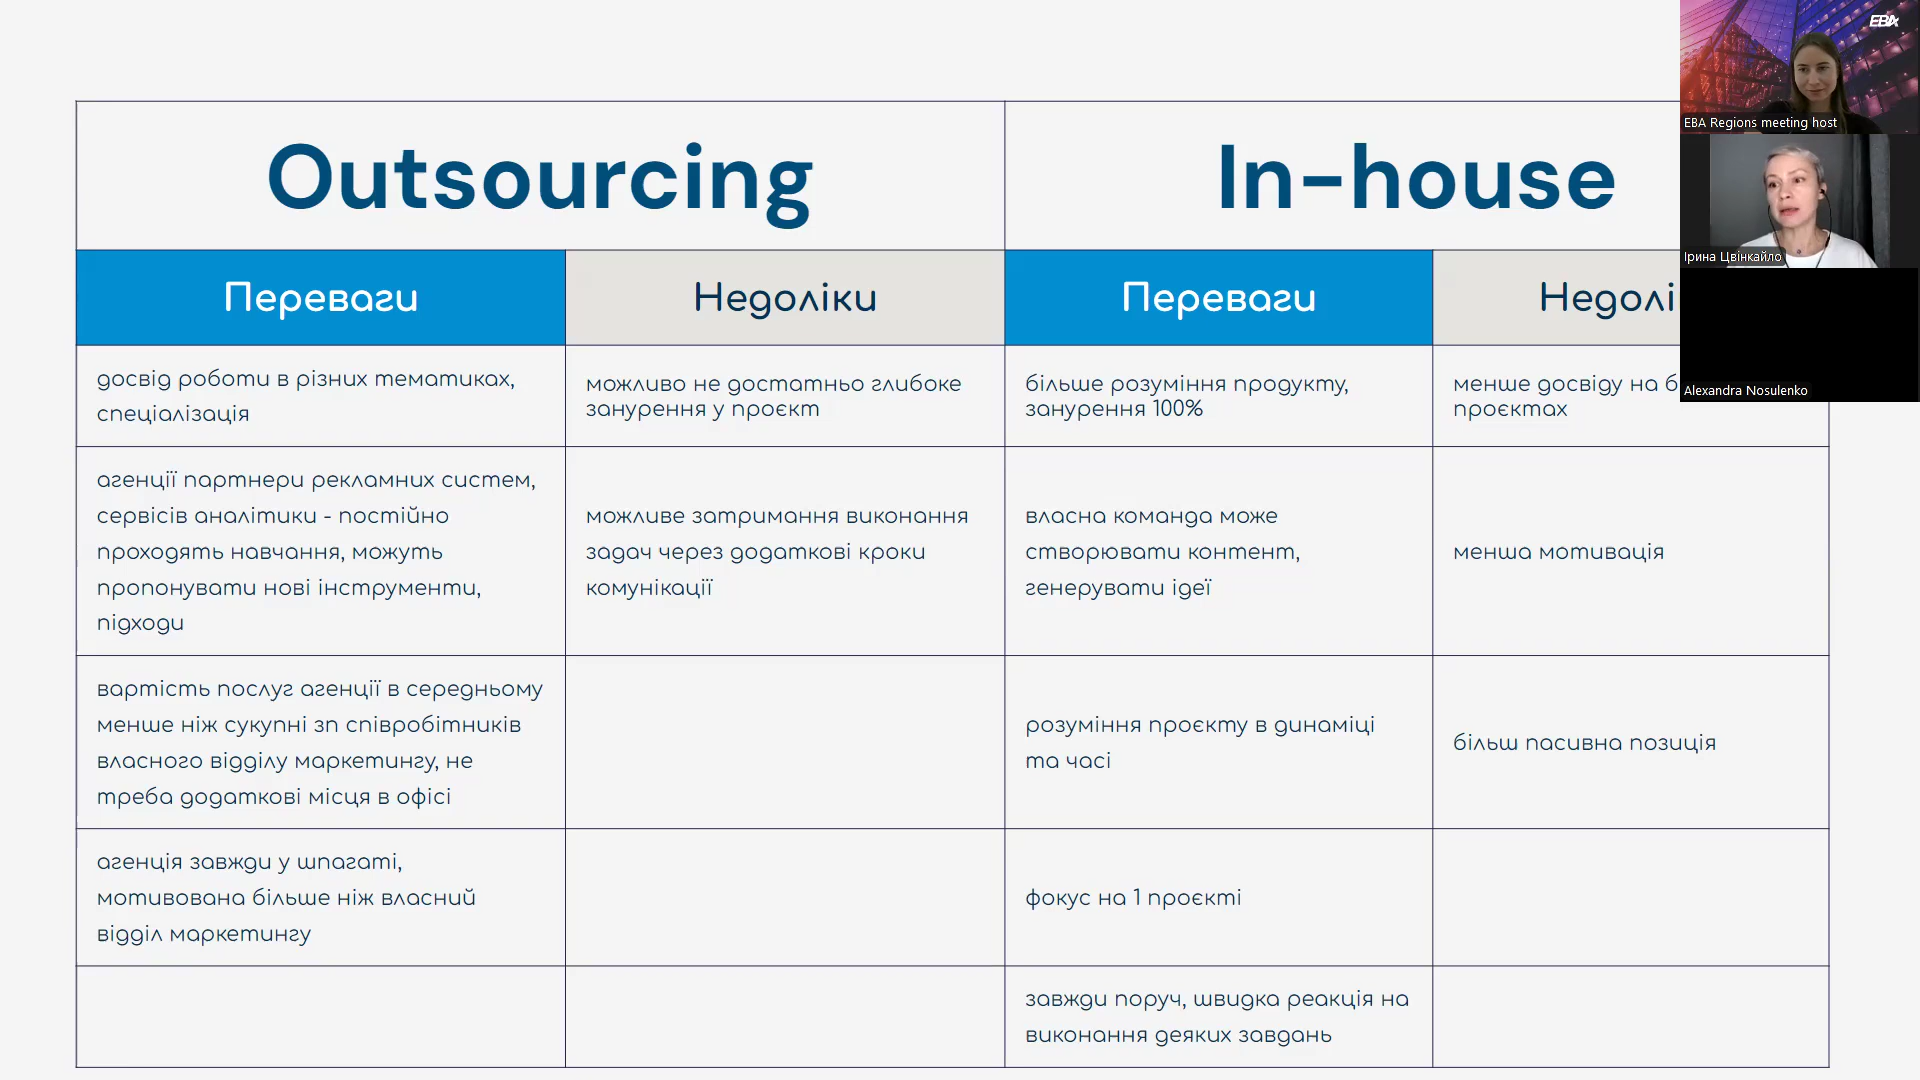 Outsourcing
In-house
Переваги
Недоліки
Переваги
Недолі
досвід роботи в різних тематиках,
спеціалізація
можливо не достатньо глибоке
занурення у проєкт
більше розуміння продукту,
занурення 100%
менше досвіду на б
проєктах
агенції партнери рекламних систем,
сервісів аналітики - постійно
проходять навчання, можуть
пропонувати нові інструменти,
підходи
можливе затримання виконання
задач через додаткові кроки
комунікації
власна команда може
створювати контент,
генерувати ідеї
менша мотивація
вартість послуг агенції в середньому
менше ніж сукупні зп співробітників
власного відділу маркетингу, не
треба додаткові місця в офісі
розуміння проєкту в динаміці
та часі
більш пасивна позиція
агенція завжди у шпагаті,
мотивована більше ніж власний
відділ маркетингу
фокус на 1 проєкті
завжди поруч, швидка реакція на
виконання деяких завдань
EBA
EBA Regions meeting host
Ірина Цвінкайло
Alexandra Nosulenko